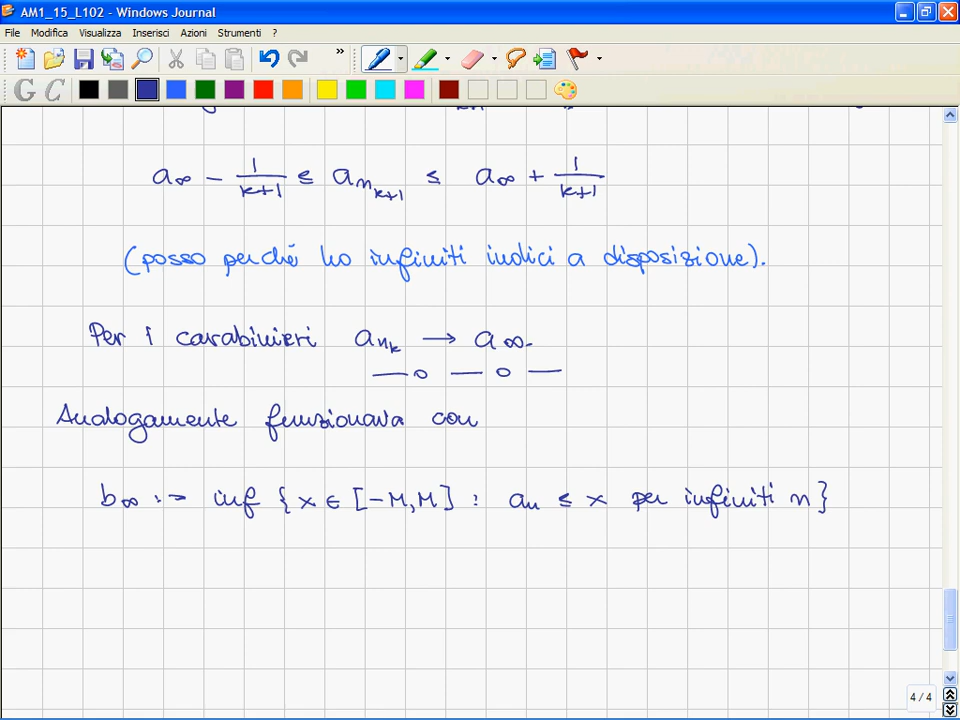 AM1_15_L102 - Windows Journal
File Modifica Visualizza Inserisci Azioni Strumenti ?
»
G C
a∞ - 1/(k+1) ≤ a_{n_{k+1}} ≤ a∞ + 1/(k+1)
(posso perché ho infiniti indici a disposizione).
Per i carabinieri a_{n_k} → a∞.
— o — o —
Analogamente funzionava con
b∞ := inf {x ∈ [-M,M] : a_n ≤ x per infiniti n}
4 / 4